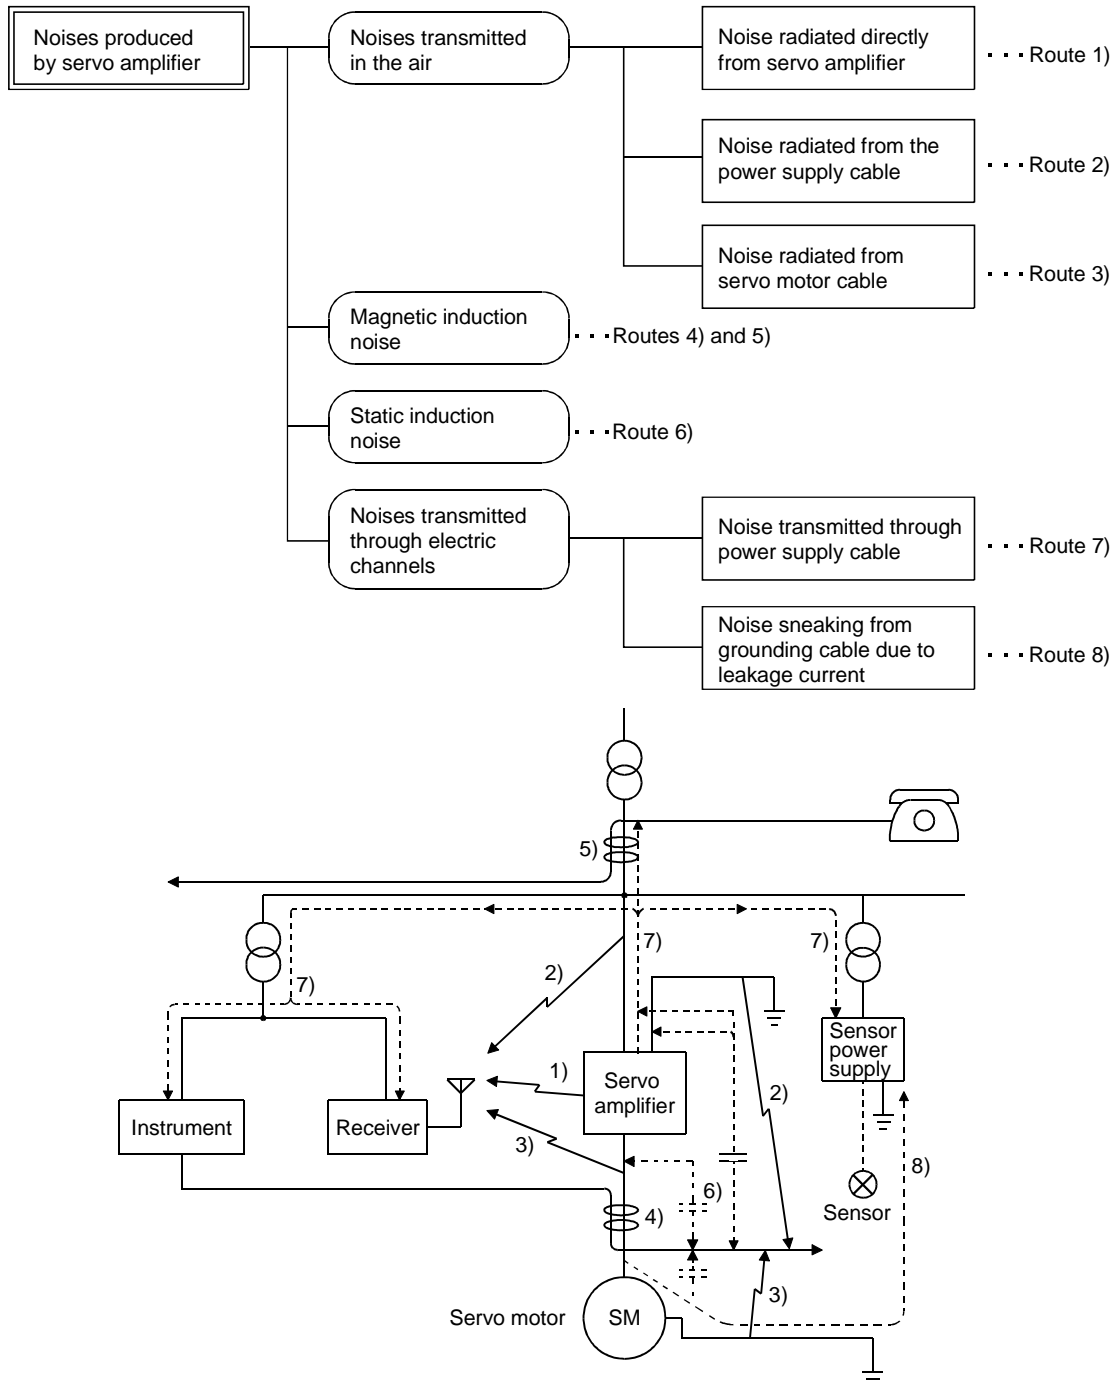 Noises produced
by servo amplifier
Noises transmitted
in the air
Noise radiated directly
from servo amplifier
· · · Route 1)
Noise radiated from the
power supply cable
· · · Route 2)
Noise radiated from
servo motor cable
· · · Route 3)
Magnetic induction
noise
· · · Routes 4) and 5)
Static induction
noise
· · · Route 6)
Noises transmitted
through electric
channels
Noise transmitted through
power supply cable
· · · Route 7)
Noise sneaking from
grounding cable due to
leakage current
· · · Route 8)
5)
7)
7)
2)
7)
Sensor
power
supply
1)
Servo
amplifier
2)
Instrument
Receiver
3)
8)
6)
4)
Sensor
3)
Servo motor
SM